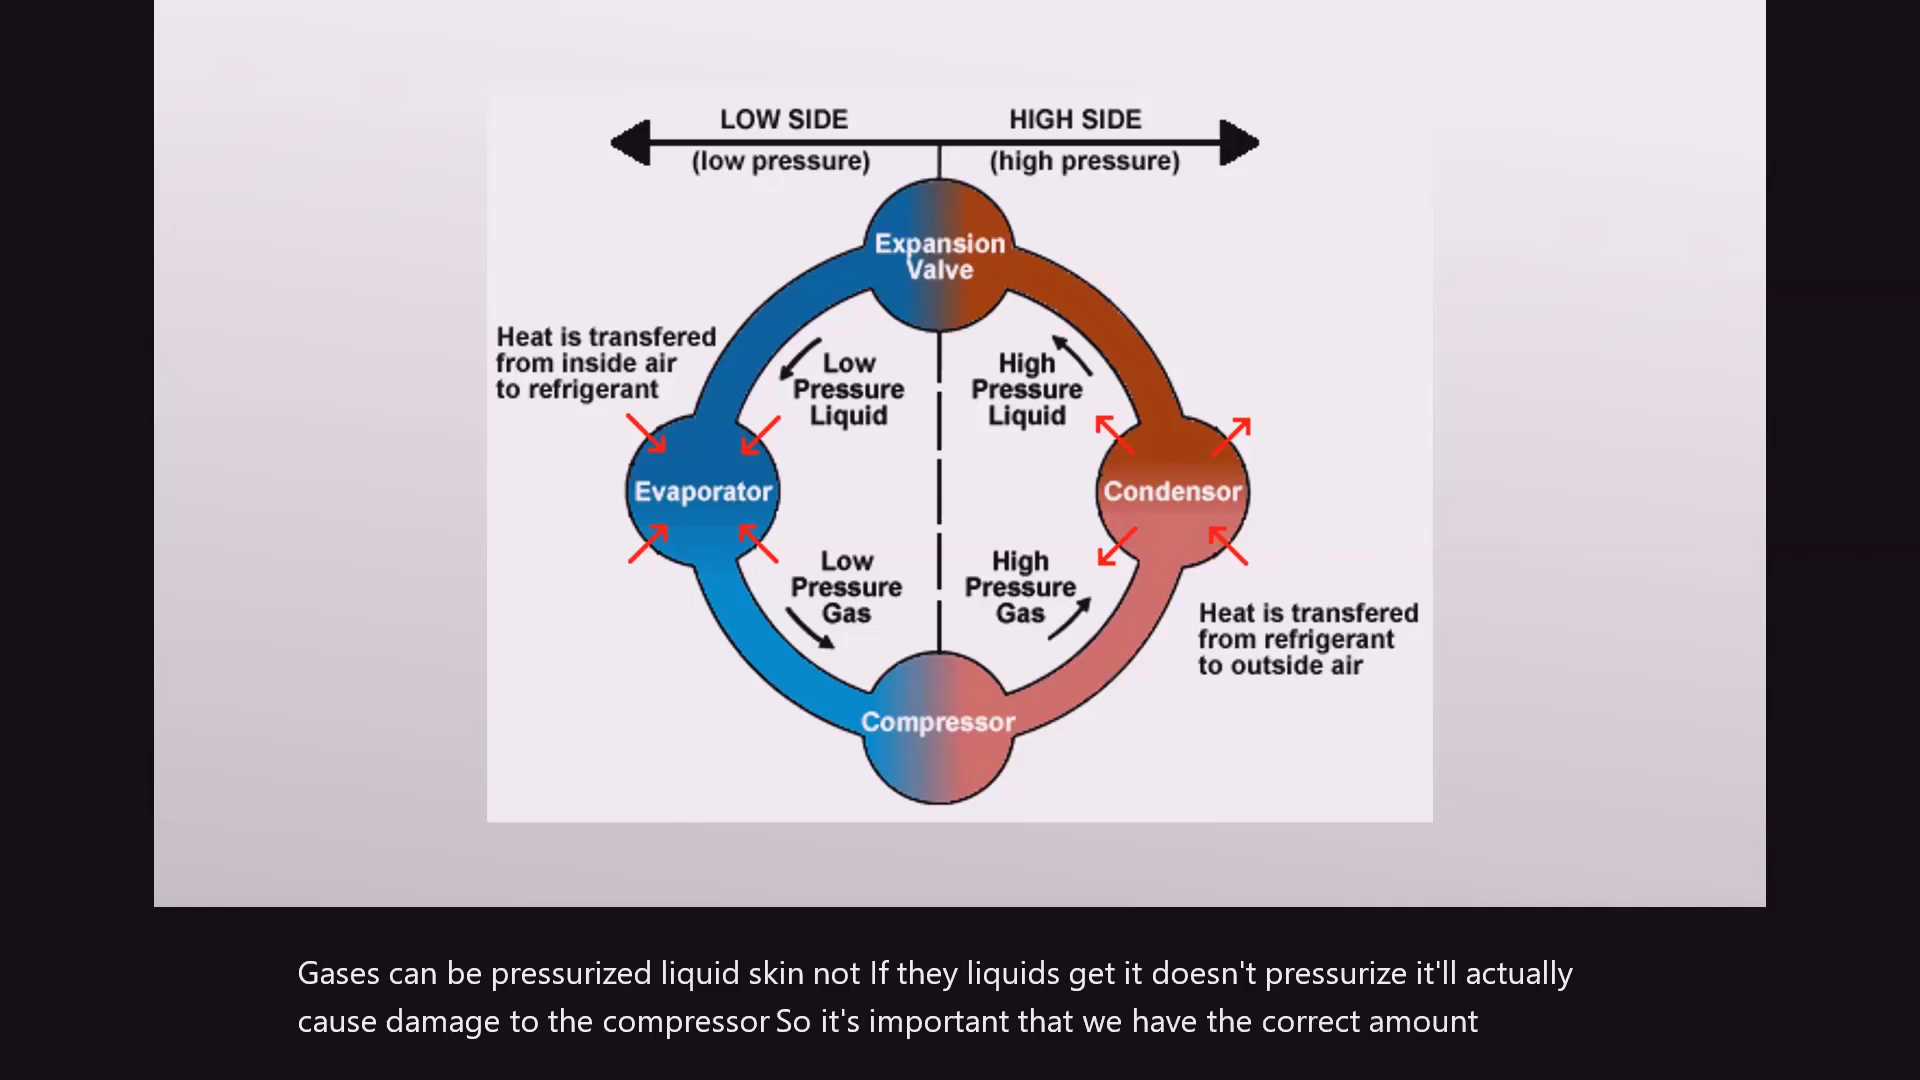 LOW SIDE
HIGH SIDE
(low pressure)
(high pressure)
Expansion
Valve
Heat is transfered
from inside air
to refrigerant
Low
Pressure
Liquid
High
Pressure
Liquid
Evaporator
Condensor
Low
Pressure
Gas
High
Pressure
Gas
Heat is transfered
from refrigerant
to outside air
Compressor
Gases can be pressurized liquid skin not If they liquids get it doesn't pressurize it'll actually
cause damage to the compressor So it's important that we have the correct amount